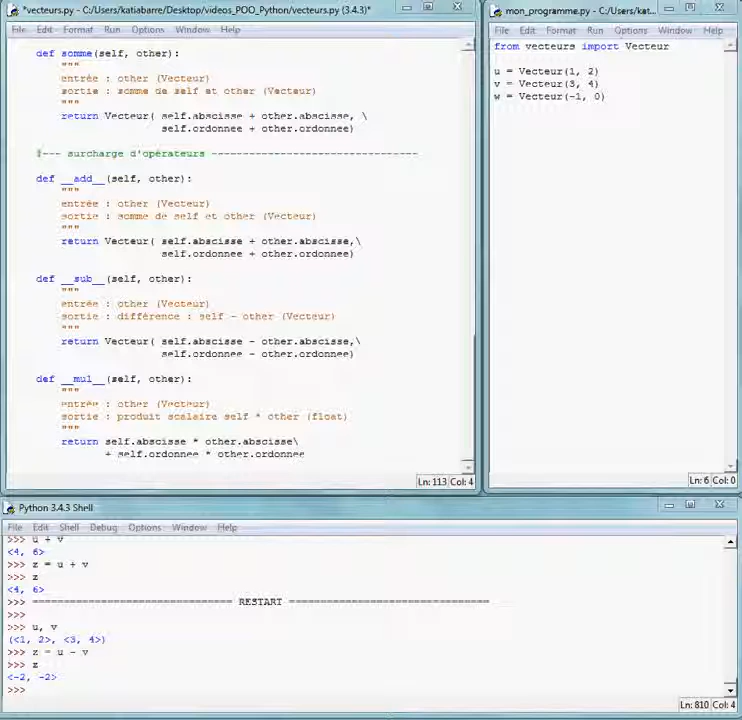 *vecteurs.py - C:/Users/katiabarre/Desktop/videos_POO_Python/vecteurs.py (3.4.3)*
File Edit Format Run Options Window Help
def somme(self, other):
"""
entrée : other (Vecteur)
sortie : somme de self et other (Vecteur)
"""
return Vecteur( self.abscisse + other.abscisse, \
self.ordonnee + other.ordonnee)
#--- surcharge d'opérateurs ---------------------------------
def __add__(self, other):
"""
entrée : other (Vecteur)
sortie : somme de self et other (Vecteur)
"""
return Vecteur( self.abscisse + other.abscisse,\
self.ordonnee + other.ordonnee)
def __sub__(self, other):
"""
entrée : other (Vecteur)
sortie : différence : self - other (Vecteur)
"""
return Vecteur( self.abscisse - other.abscisse,\
self.ordonnee - other.ordonnee)
def __mul__(self, other):
"""
entrée : other (Vecteur)
sortie : produit scalaire self * other (float)
"""
return self.abscisse * other.abscisse\
+ self.ordonnee * other.ordonnee
Ln: 113 Col: 4
mon_programme.py - C:/Users/kat...
File Edit Format Run Options Window Help
from vecteurs import Vecteur
u = Vecteur(1, 2)
v = Vecteur(3, 4)
w = Vecteur(-1, 0)
Ln: 6 Col: 0
Python 3.4.3 Shell
File Edit Shell Debug Options Window Help
>>> u + v
<4, 6>
>>> z = u + v
>>> z
<4, 6>
>>> ================================ RESTART ================================
>>>
>>> u, v
(<1, 2>, <3, 4>)
>>> z = u - v
>>> z
<-2, -2>
>>>
Ln: 810 Col: 4